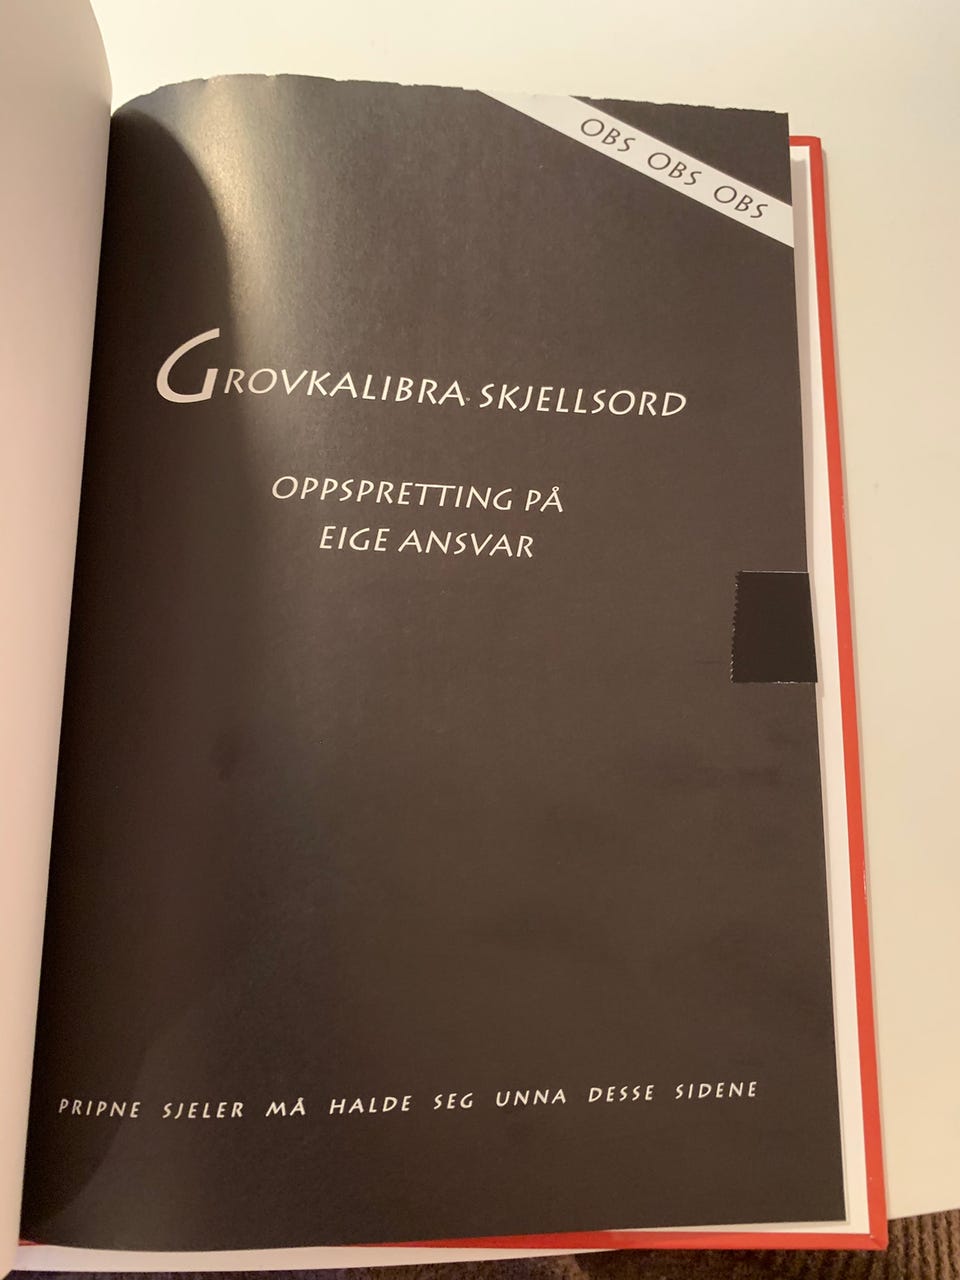 OBS OBS OBS
GROVKALIBRA SKJELLSORD
OPPSPRETTING PÅ
EIGE ANSVAR
PRIPNE SJELER MÅ HALDE SEG UNNA DESSE SIDENE